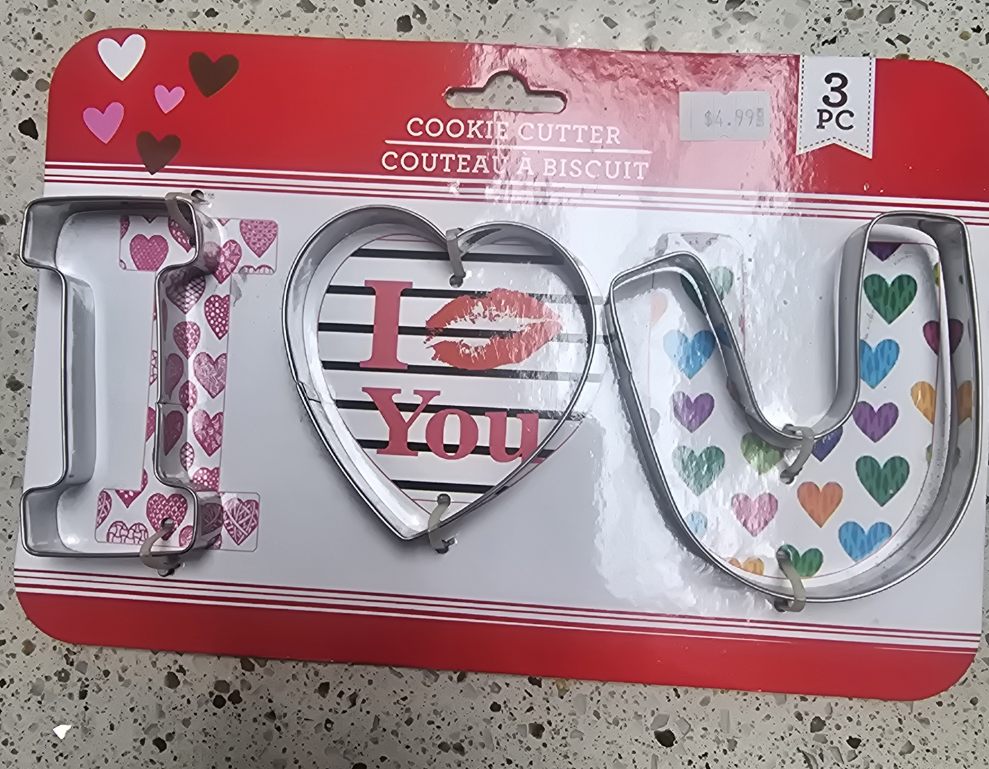 COOKIE CUTTER
COUTEAU À BISCUIT
$4.99
3
PC
I
You